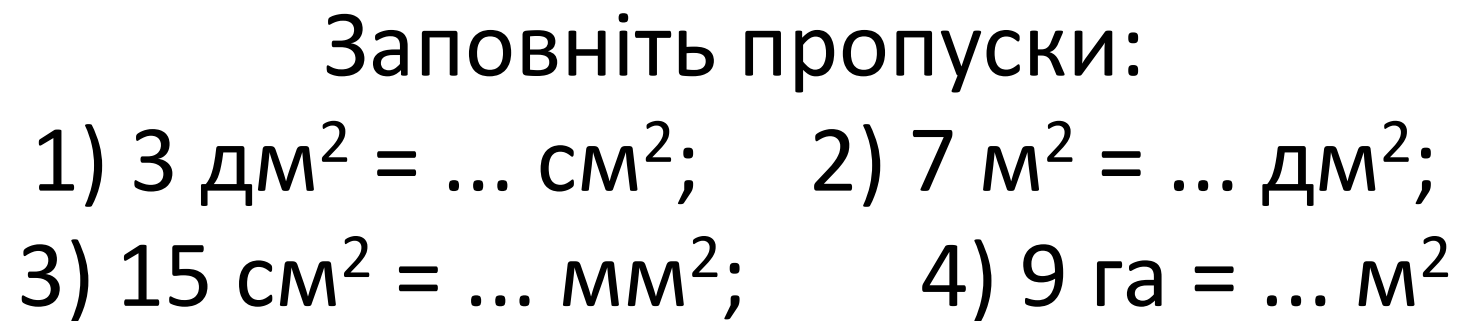 Заповніть пропуски:
1) 3 дм² = ... см²; 2) 7 м² = ... дм²;
3) 15 см² = ... мм²; 4) 9 га = ... м²